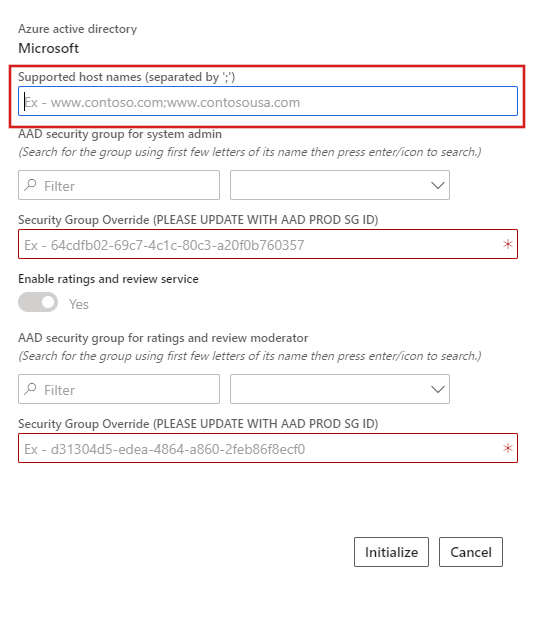 Azure active directory
Microsoft
Supported host names (separated by ';')
Ex - www.contoso.com;www.contosousa.com
AAD security group for system admin
(Search for the group using first few letters of its name then press enter/icon to search.)
Filter
Security Group Override (PLEASE UPDATE WITH AAD PROD SG ID)
Ex - 64cdfb02-69c7-4c1c-80c3-a20f0b760357 *
Enable ratings and review service
Yes
AAD security group for ratings and review moderator
(Search for the group using first few letters of its name then press enter/icon to search.)
Filter
Security Group Override (PLEASE UPDATE WITH AAD PROD SG ID)
Ex - d31304d5-edea-4864-a860-2feb86f8ecf0 *
Initialize Cancel